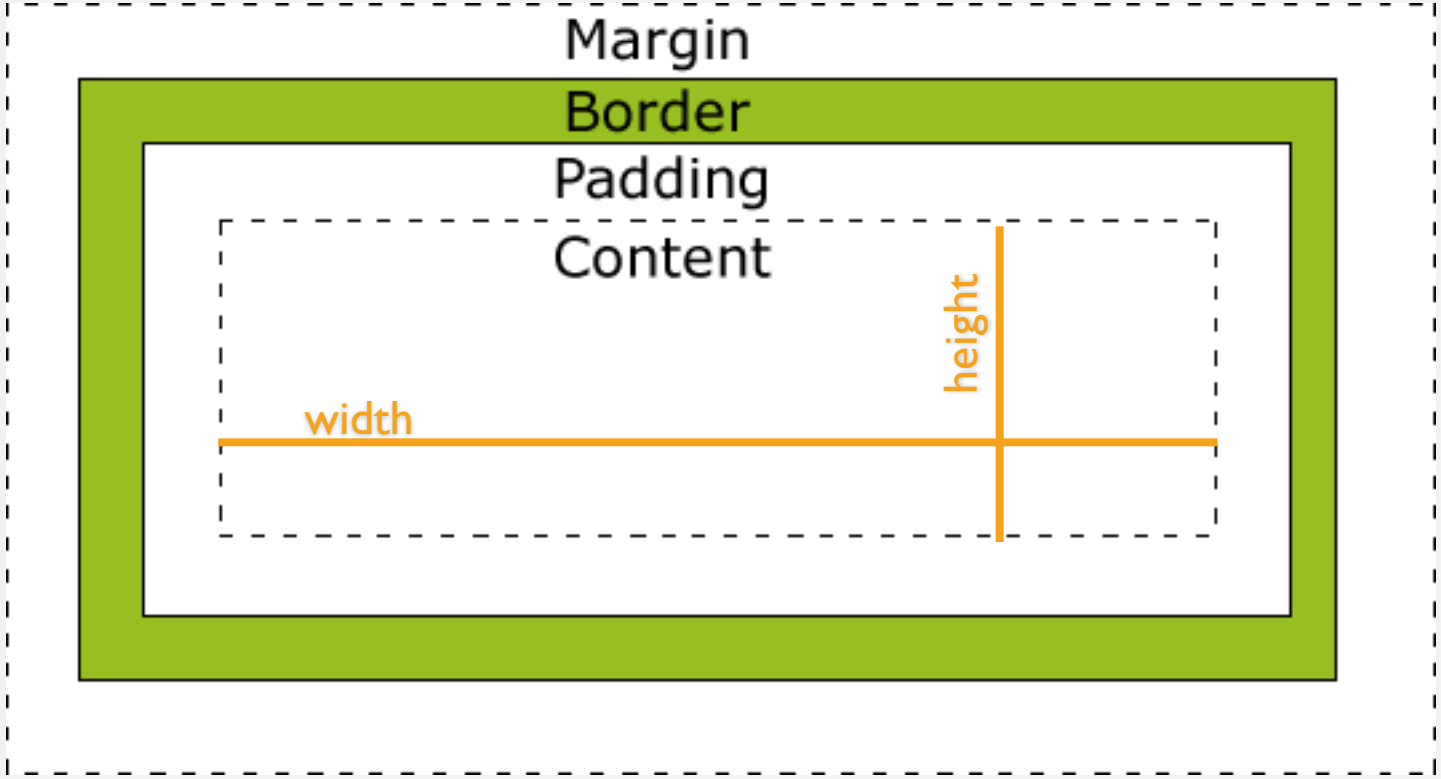 Margin
Border
Padding
Content
height
width